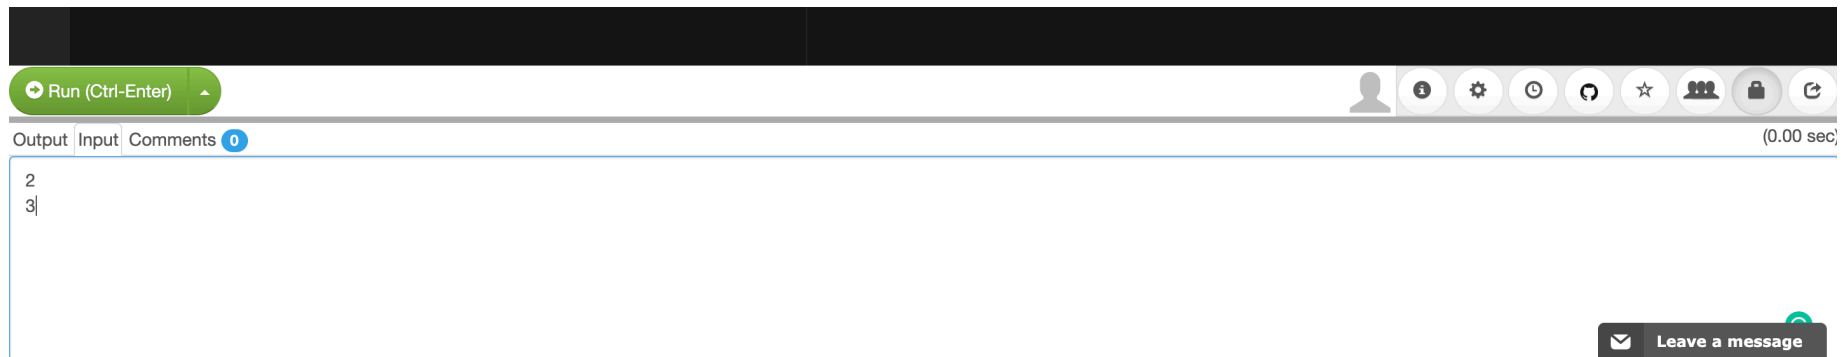 Run (Ctrl-Enter)
Output Input Comments 0
(0.00 sec)
2
3
Leave a message